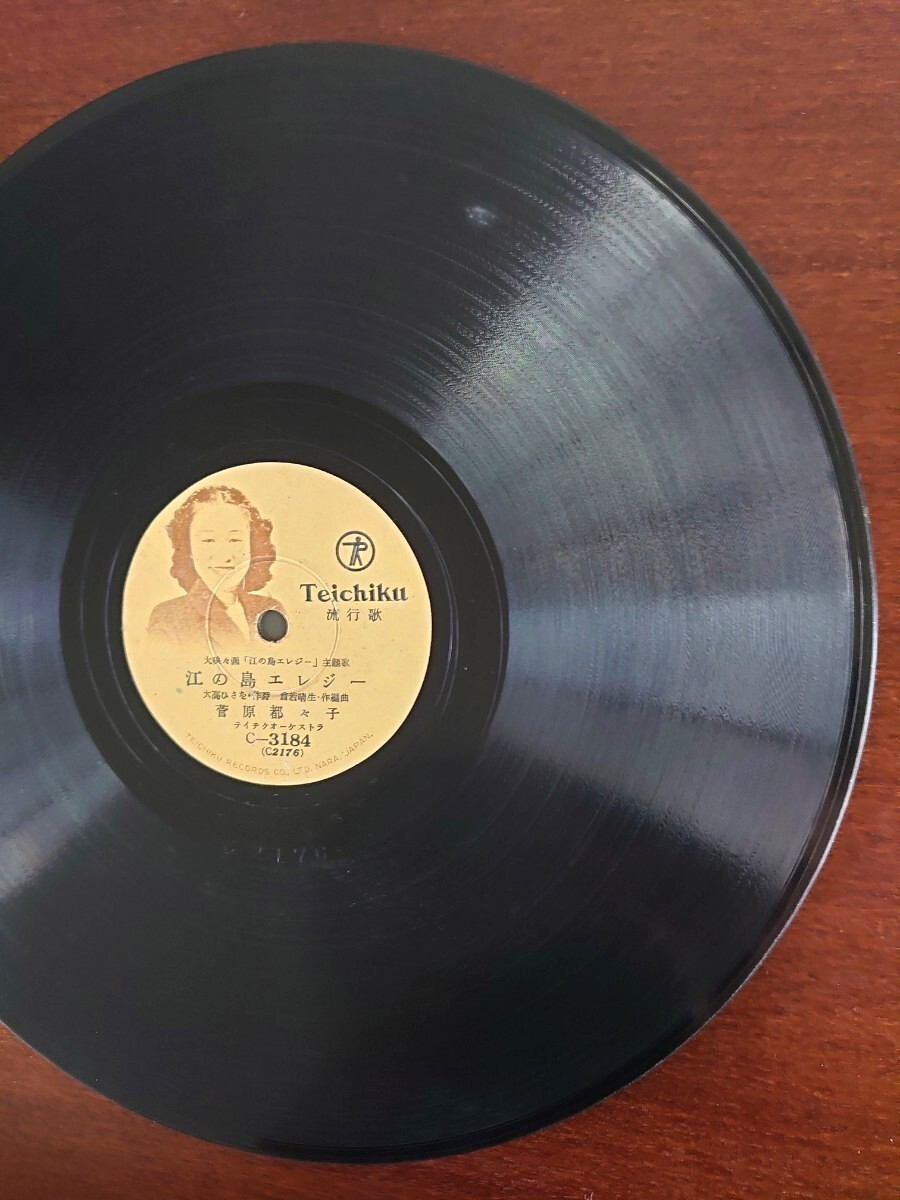 Teichiku
流行歌
大映々画「江の島エレジー」主題歌
江の島エレジー
大高ひさを・作詩 倉若晴生・作編曲
菅原都々子
テイチクオーケストラ
C-3184
(C2176)
TEICHIKU RECORDS CO., LTD. NARA, JAPAN.
2176